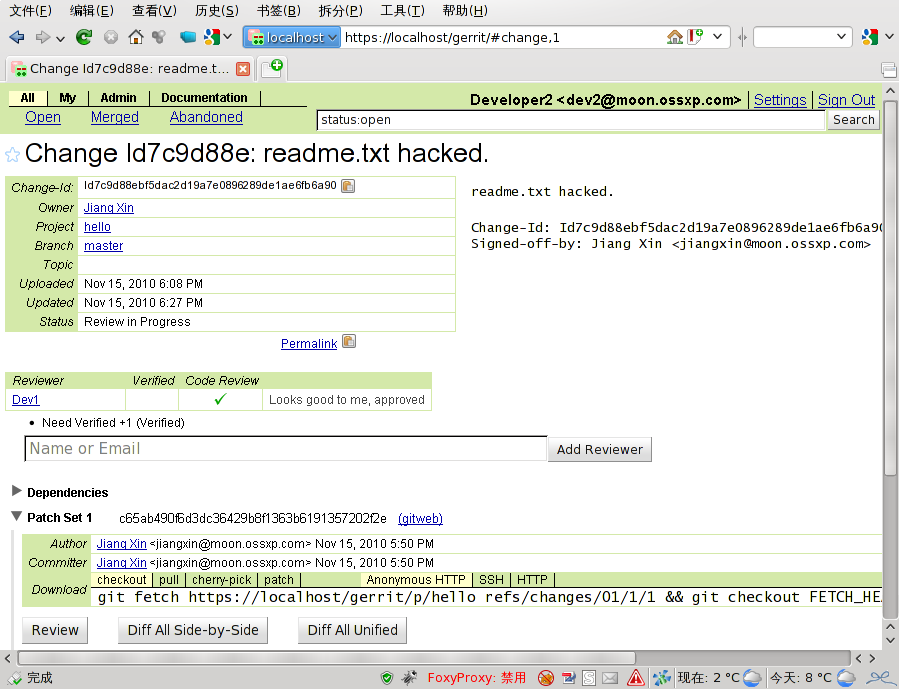 文件(F) 编辑(E) 查看(V) 历史(S) 书签(B) 拆分(P) 工具(T) 帮助(H)
localhost https://localhost/gerrit/#change,1
Change Id7c9d88e: readme.t...
All My Admin Documentation
Developer2 <dev2@moon.ossxp.com> Settings Sign Out
Open Merged Abandoned
status:open Search
Change Id7c9d88e: readme.txt hacked.
Change-Id: Id7c9d88ebf5dac2d19a7e0896289de1ae6fb6a90
Owner Jiang Xin
Project hello
Branch master
Topic
Uploaded Nov 15, 2010 6:08 PM
Updated Nov 15, 2010 6:27 PM
Status Review in Progress
Permalink
readme.txt hacked.
Change-Id: Id7c9d88ebf5dac2d19a7e0896289de1ae6fb6a90
Signed-off-by: Jiang Xin <jiangxin@moon.ossxp.com>
Reviewer Verified Code Review
Dev1 Looks good to me, approved
Need Verified +1 (Verified)
Name or Email Add Reviewer
Dependencies
Patch Set 1 c65ab490f6d3dc36429b8f1363b6191357202f2e (gitweb)
Author Jiang Xin <jiangxin@moon.ossxp.com> Nov 15, 2010 5:50 PM
Committer Jiang Xin <jiangxin@moon.ossxp.com> Nov 15, 2010 5:50 PM
Download checkout pull cherry-pick patch Anonymous HTTP SSH HTTP
git fetch https://localhost/gerrit/p/hello refs/changes/01/1/1 && git checkout FETCH_HEA
Review Diff All Side-by-Side Diff All Unified
完成 FoxyProxy: 禁用 现在: 2 °C 今天: 8 °C